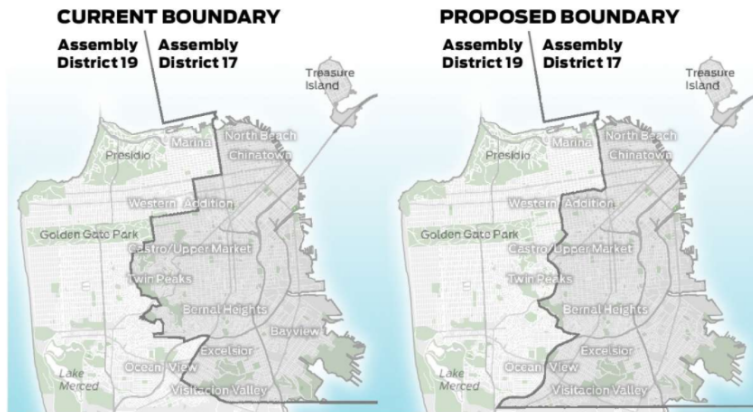 CURRENT BOUNDARY
Assembly Assembly
District 19 District 17
Treasure
Island
North Beach
Marina
Presidio
Chinatown
Western Addition
Golden Gate Park
Castro/Upper Market
Twin Peaks
Bernal Heights
Bayview
Excelsior
Ocean View
Lake
Merced
Visitacion Valley
PROPOSED BOUNDARY
Assembly Assembly
District 19 District 17
Treasure
Island
North Beach
Marina
Presidio
Chinatown
Western Addition
Golden Gate Park
Castro/Upper Market
Twin Peaks
Bernal Heights
Bayview
Excelsior
Ocean View
Lake
Merced
Visitacion Valley